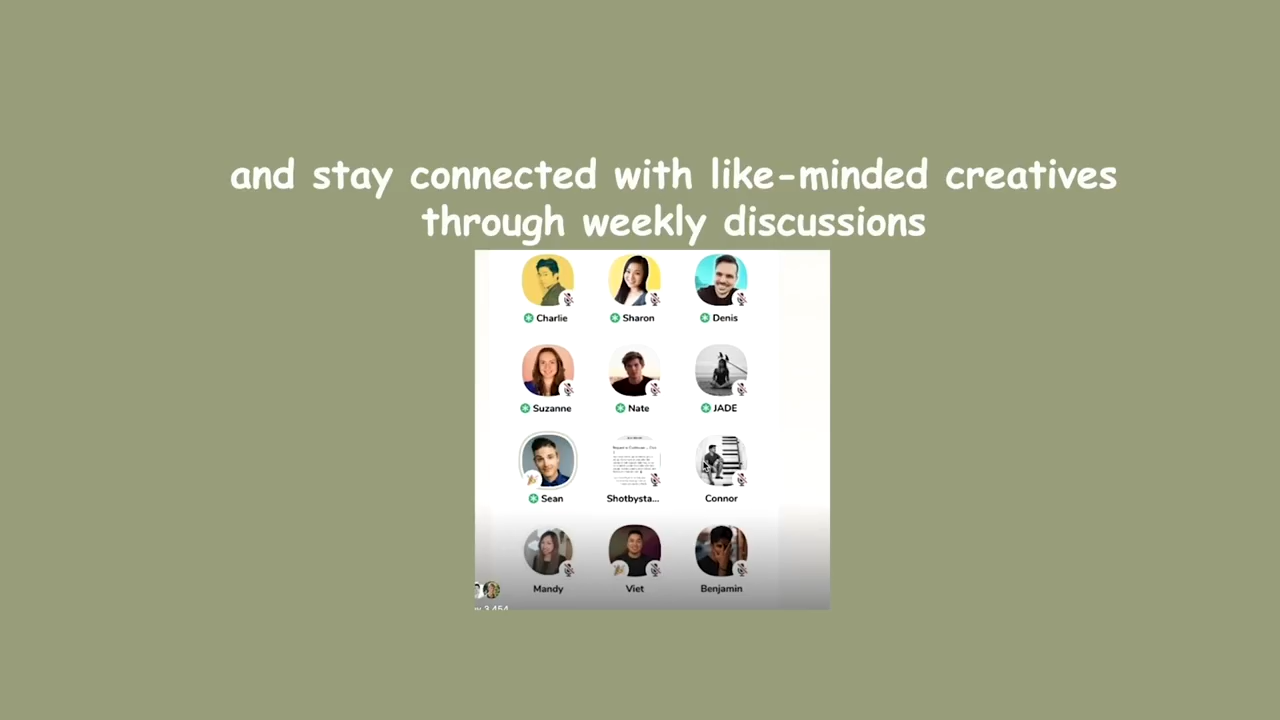 and stay connected with like-minded creatives
through weekly discussions
Charlie Sharon Denis
Suzanne Nate JADE
Sean Shotbysta... Connor
Mandy Viet Benjamin